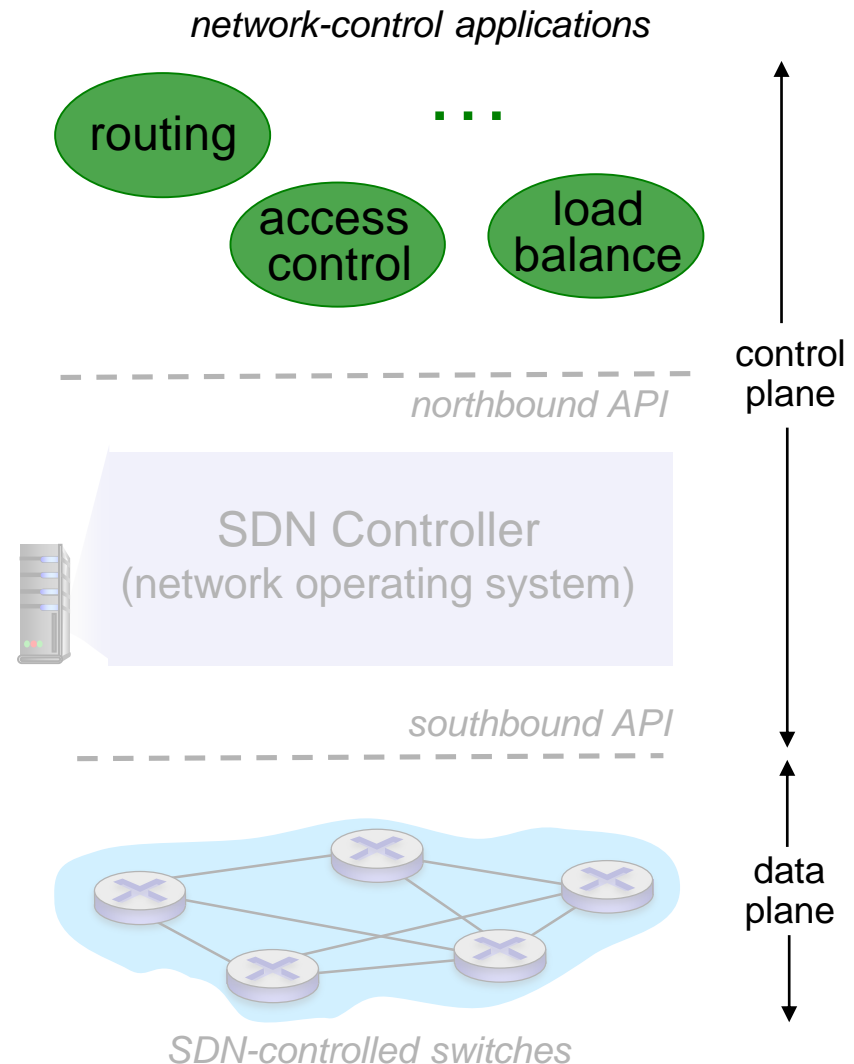 network-control applications
routing
...
access
control
load
balance
control
plane
northbound API
SDN Controller
(network operating system)
southbound API
data
plane
SDN-controlled switches